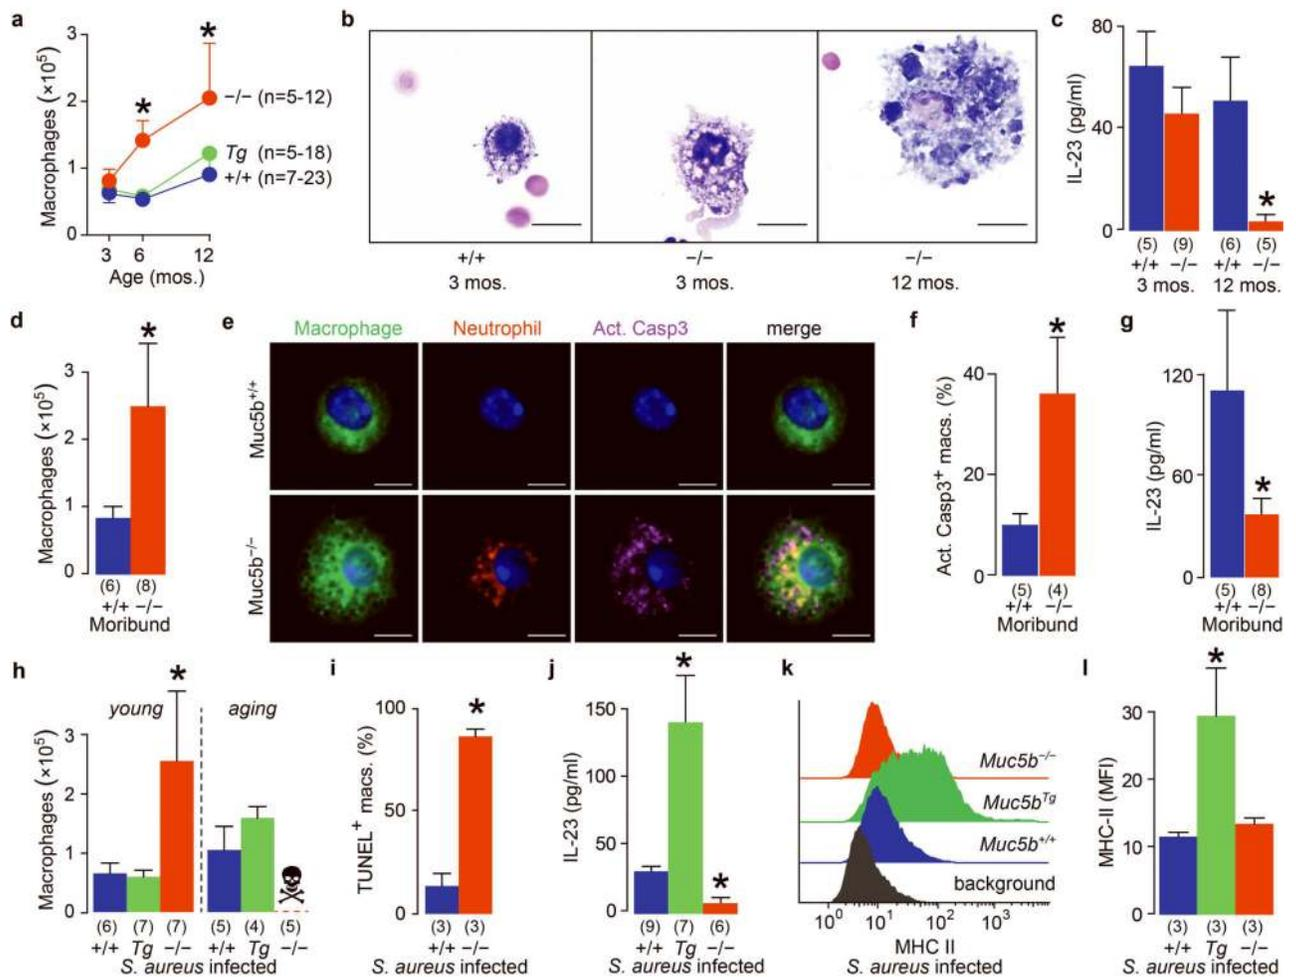 a
Macrophages (×10⁵)
3
2
1
0
* *
−/− (n=5-12)
Tg (n=5-18)
+/+ (n=7-23)
3 6 12
Age (mos.)
b
+/+ −/− −/−
3 mos. 3 mos. 12 mos.
c
IL-23 (pg/ml)
80
40
0
*
(5) (9) (6) (5)
+/+ −/− +/+ −/−
3 mos. 12 mos.
d
Macrophages (×10⁵)
3
2
1
0
*
(6) (8)
+/+ −/−
Moribund
e
Macrophage Neutrophil Act. Casp3 merge
Muc5b+/+
Muc5b−/−
f
Act. Casp3⁺ macs. (%)
40
20
0
*
(5) (4)
+/+ −/−
Moribund
g
IL-23 (pg/ml)
120
60
0
*
(5) (8)
+/+ −/−
Moribund
h
Macrophages (×10⁵)
3
2
1
0
young aging
*
(6) (7) (7) (5) (4) (5)
+/+ Tg −/− +/+ Tg −/−
S. aureus infected
i
TUNEL⁺ macs. (%)
100
50
0
*
(3) (3)
+/+ −/−
S. aureus infected
j
IL-23 (pg/ml)
150
100
50
0
* *
(9) (7) (6)
+/+ Tg −/−
S. aureus infected
k
Muc5b−/−
Muc5bTg
Muc5b+/+
background
10⁰ 10¹ 10² 10³
MHC II
S. aureus infected
l
MHC-II (MFI)
30
20
10
0
*
(3) (3) (3)
+/+ Tg −/−
S. aureus infected